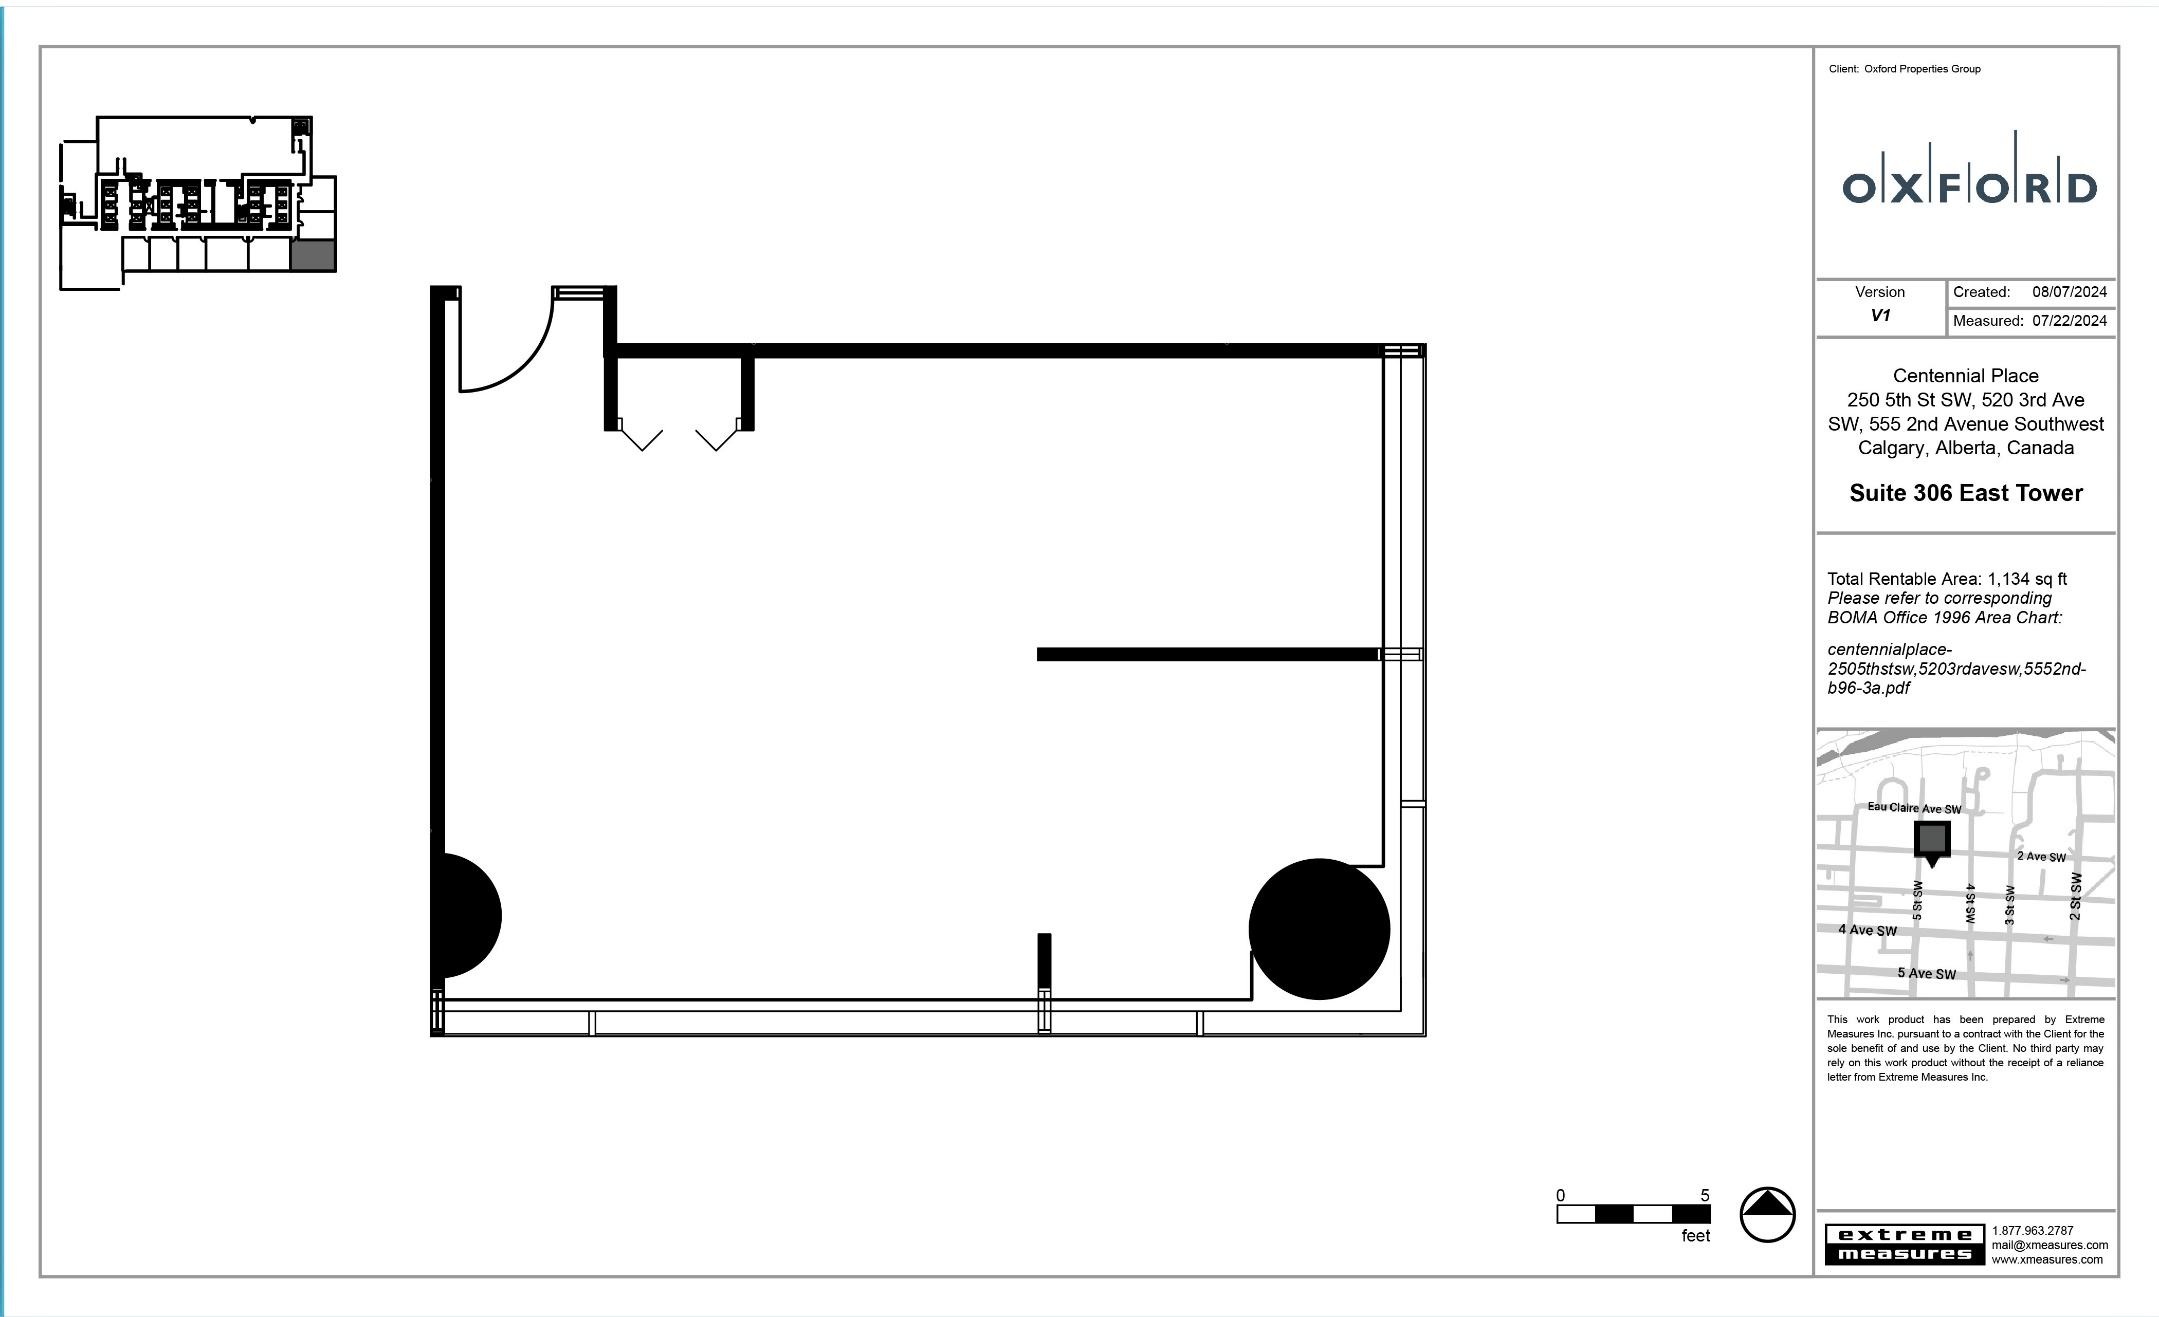 Client: Oxford Properties Group
OXFORD
Version
V1
Created: 08/07/2024
Measured: 07/22/2024
Centennial Place
250 5th St SW, 520 3rd Ave
SW, 555 2nd Avenue Southwest
Calgary, Alberta, Canada
Suite 306 East Tower
Total Rentable Area: 1,134 sq ft
Please refer to corresponding
BOMA Office 1996 Area Chart:
centennialplace-
2505thstsw,5203rdavesw,5552nd-
b96-3a.pdf
Eau Claire Ave SW
2 Ave SW
5 St SW
4 St SW
3 St SW
2 St SW
4 Ave SW
5 Ave SW
This work product has been prepared by Extreme
Measures Inc. pursuant to a contract with the Client for the
sole benefit of and use by the Client. No third party may
rely on this work product without the receipt of a reliance
letter from Extreme Measures Inc.
0 5
feet
extreme
measures
1.877.963.2787
mail@xmeasures.com
www.xmeasures.com